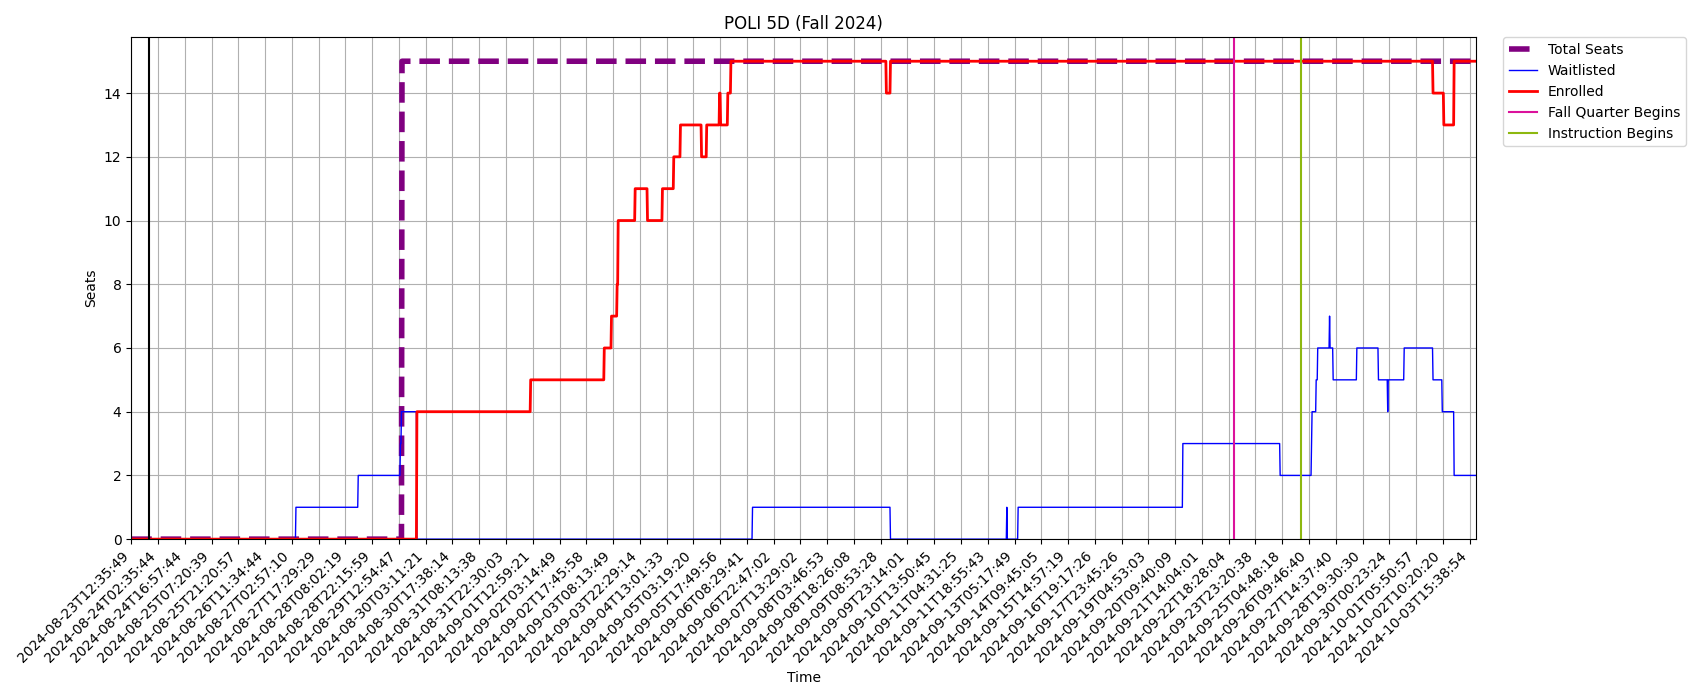 POLI 5D (Fall 2024)
Total Seats
Waitlisted
Enrolled
Fall Quarter Begins
Instruction Begins
Seats
14
12
10
8
6
4
2
0
2024-08-23T12:35:49
2024-08-24T02:35:44
2024-08-24T16:57:44
2024-08-25T07:20:39
2024-08-25T21:20:57
2024-08-26T11:34:44
2024-08-27T02:57:10
2024-08-27T17:29:29
2024-08-28T08:02:19
2024-08-28T22:15:59
2024-08-29T12:54:47
2024-08-30T03:11:21
2024-08-30T17:38:14
2024-08-31T08:13:38
2024-08-31T22:30:03
2024-09-01T12:59:21
2024-09-02T03:14:49
2024-09-02T17:45:58
2024-09-03T08:13:49
2024-09-03T22:29:14
2024-09-04T13:01:33
2024-09-05T03:19:20
2024-09-05T17:49:56
2024-09-06T08:29:41
2024-09-06T22:47:02
2024-09-07T13:29:02
2024-09-08T03:46:53
2024-09-08T18:26:08
2024-09-09T08:53:28
2024-09-09T23:14:01
2024-09-10T13:50:45
2024-09-11T04:31:25
2024-09-11T18:55:43
2024-09-13T05:17:49
2024-09-14T09:45:05
2024-09-15T14:57:19
2024-09-16T19:17:26
2024-09-17T23:45:26
2024-09-19T04:53:03
2024-09-20T09:40:09
2024-09-21T14:04:01
2024-09-22T18:28:04
2024-09-23T23:20:38
2024-09-25T04:48:18
2024-09-26T09:46:40
2024-09-27T14:37:40
2024-09-28T19:30:30
2024-09-30T00:23:24
2024-10-01T05:50:57
2024-10-02T10:20:20
2024-10-03T15:38:54
Time